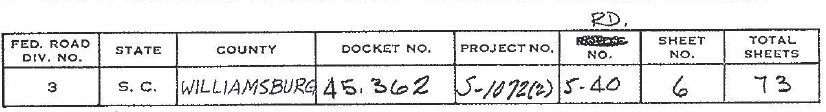 RD.
FED. ROAD DIV. NO. STATE COUNTY DOCKET NO. PROJECT NO. NO. SHEET NO. TOTAL SHEETS
3 S. C. WILLIAMSBURG 45.362 S-1072(2) S-40 6 73